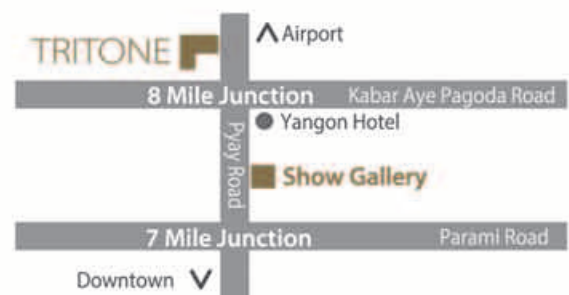 Airport
TRITONE
8 Mile Junction Kabar Aye Pagoda Road
Yangon Hotel
Pyay Road
Show Gallery
7 Mile Junction Parami Road
Downtown